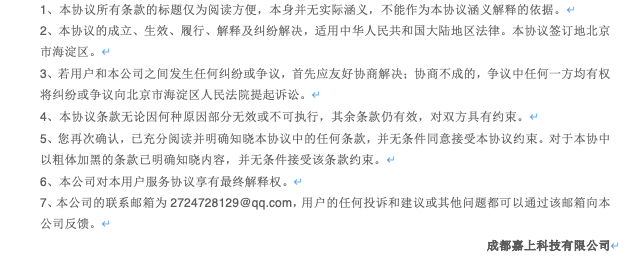 1、本协议所有条款的标题仅为阅读方便，本身并无实际涵义，不能作为本协议涵义解释的依据。
2、本协议的成立、生效、履行、解释及纠纷解决，适用中华人民共和国大陆地区法律。本协议签订地北京
市海淀区。
3、若用户和本公司之间发生任何纠纷或争议，首先应友好协商解决；协商不成的，争议中任何一方均有权
将纠纷或争议向北京市海淀区人民法院提起诉讼。
4、本协议条款无论因何种原因部分无效或不可执行，其余条款仍有效，对双方具有约束。
5、您再次确认，已充分阅读并明确知晓本协议中的任何条款，并无条件同意接受本协议约束。对于本协中
以粗体加黑的条款已明确知晓内容，并无条件接受该条款约束。
6、本公司对本用户服务协议享有最终解释权。
7、本公司的联系邮箱为 2724728129@qq.com，用户的任何投诉和建议或其他问题都可以通过该邮箱向本
公司反馈。
成都嘉上科技有限公司